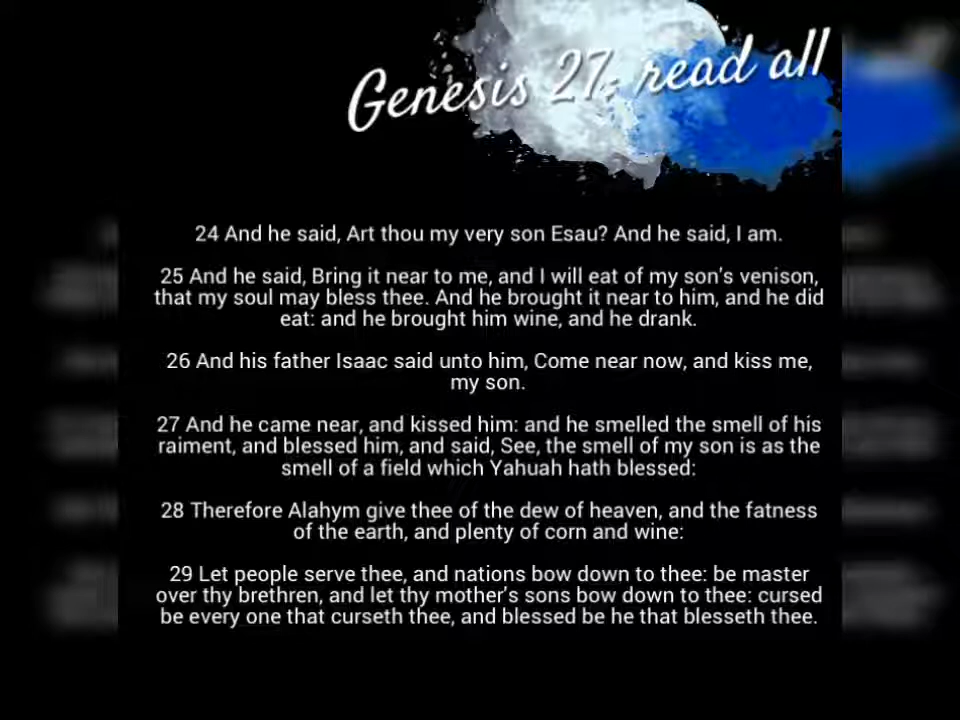 Genesis 27: read all
24 And he said, Art thou my very son Esau? And he said, I am.
25 And he said, Bring it near to me, and I will eat of my son's venison,
that my soul may bless thee. And he brought it near to him, and he did
eat: and he brought him wine, and he drank.
26 And his father Isaac said unto him, Come near now, and kiss me,
my son.
27 And he came near, and kissed him: and he smelled the smell of his
raiment, and blessed him, and said, See, the smell of my son is as the
smell of a field which Yahuah hath blessed:
28 Therefore Alahym give thee of the dew of heaven, and the fatness
of the earth, and plenty of corn and wine:
29 Let people serve thee, and nations bow down to thee: be master
over thy brethren, and let thy mother's sons bow down to thee: cursed
be every one that curseth thee, and blessed be he that blesseth thee.